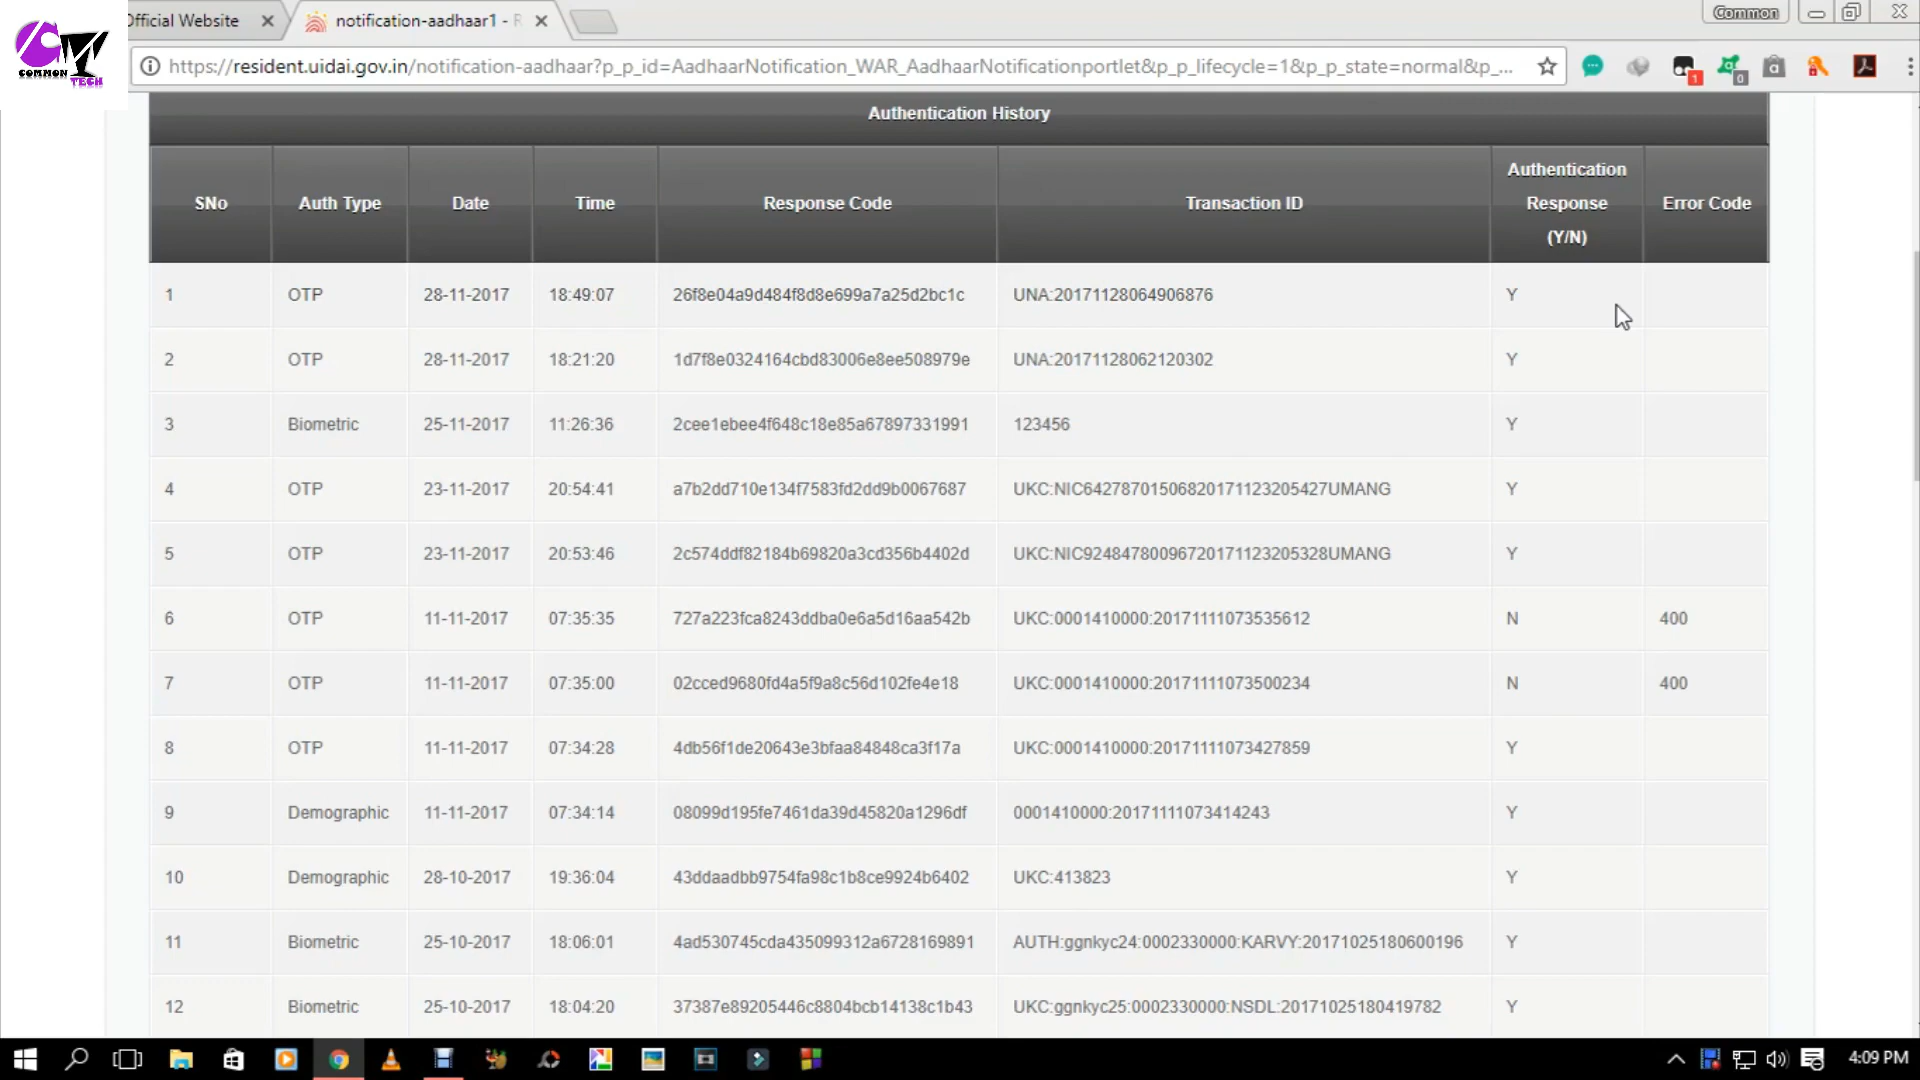 COMMON
TECH
Official Website
notification-aadhaar1 - R
Common
https://resident.uidai.gov.in/notification-aadhaar?p_p_id=AadhaarNotification_WAR_AadhaarNotificationportlet&p_p_lifecycle=1&p_p_state=normal&p_...
1
0
a
Authentication History
SNo Auth Type Date Time Response Code Transaction ID Authentication Response (Y/N) Error Code
1 OTP 28-11-2017 18:49:07 26f8e04a9d484f8d8e699a7a25d2bc1c UNA:20171128064906876 Y
2 OTP 28-11-2017 18:21:20 1d7f8e0324164cbd83006e8ee508979e UNA:20171128062120302 Y
3 Biometric 25-11-2017 11:26:36 2cee1ebee4f648c18e85a67897331991 123456 Y
4 OTP 23-11-2017 20:54:41 a7b2dd710e134f7583fd2dd9b0067687 UKC:NIC6427870150682017112320​5427UMANG Y
5 OTP 23-11-2017 20:53:46 2c574ddf82184b69820a3cd356b4402d UKC:NIC92484780096720171123205328UMANG Y
6 OTP 11-11-2017 07:35:35 727a223fca8243ddba0e6a5d16aa542b UKC:0001410000:20171111073535612 N 400
7 OTP 11-11-2017 07:35:00 02cced9680fd4a5f9a8c56d102fe4e18 UKC:0001410000:20171111073500234 N 400
8 OTP 11-11-2017 07:34:28 4db56f1de20643e3bfaa84848ca3f17a UKC:0001410000:20171111073427859 Y
9 Demographic 11-11-2017 07:34:14 08099d195fe7461da39d45820a1296df 0001410000:20171111073414243 Y
10 Demographic 28-10-2017 19:36:04 43ddaadbb9754fa98c1b8ce9924b6402 UKC:413823 Y
11 Biometric 25-10-2017 18:06:01 4ad530745cda435099312a6728169891 AUTH:ggnkyc24:0002330000:KARVY:20171025180600196 Y
12 Biometric 25-10-2017 18:04:20 37387e89205446c8804bcb14138c1b43 UKC:ggnkyc25:0002330000:NSDL:20171025180419782 Y
4:09 PM